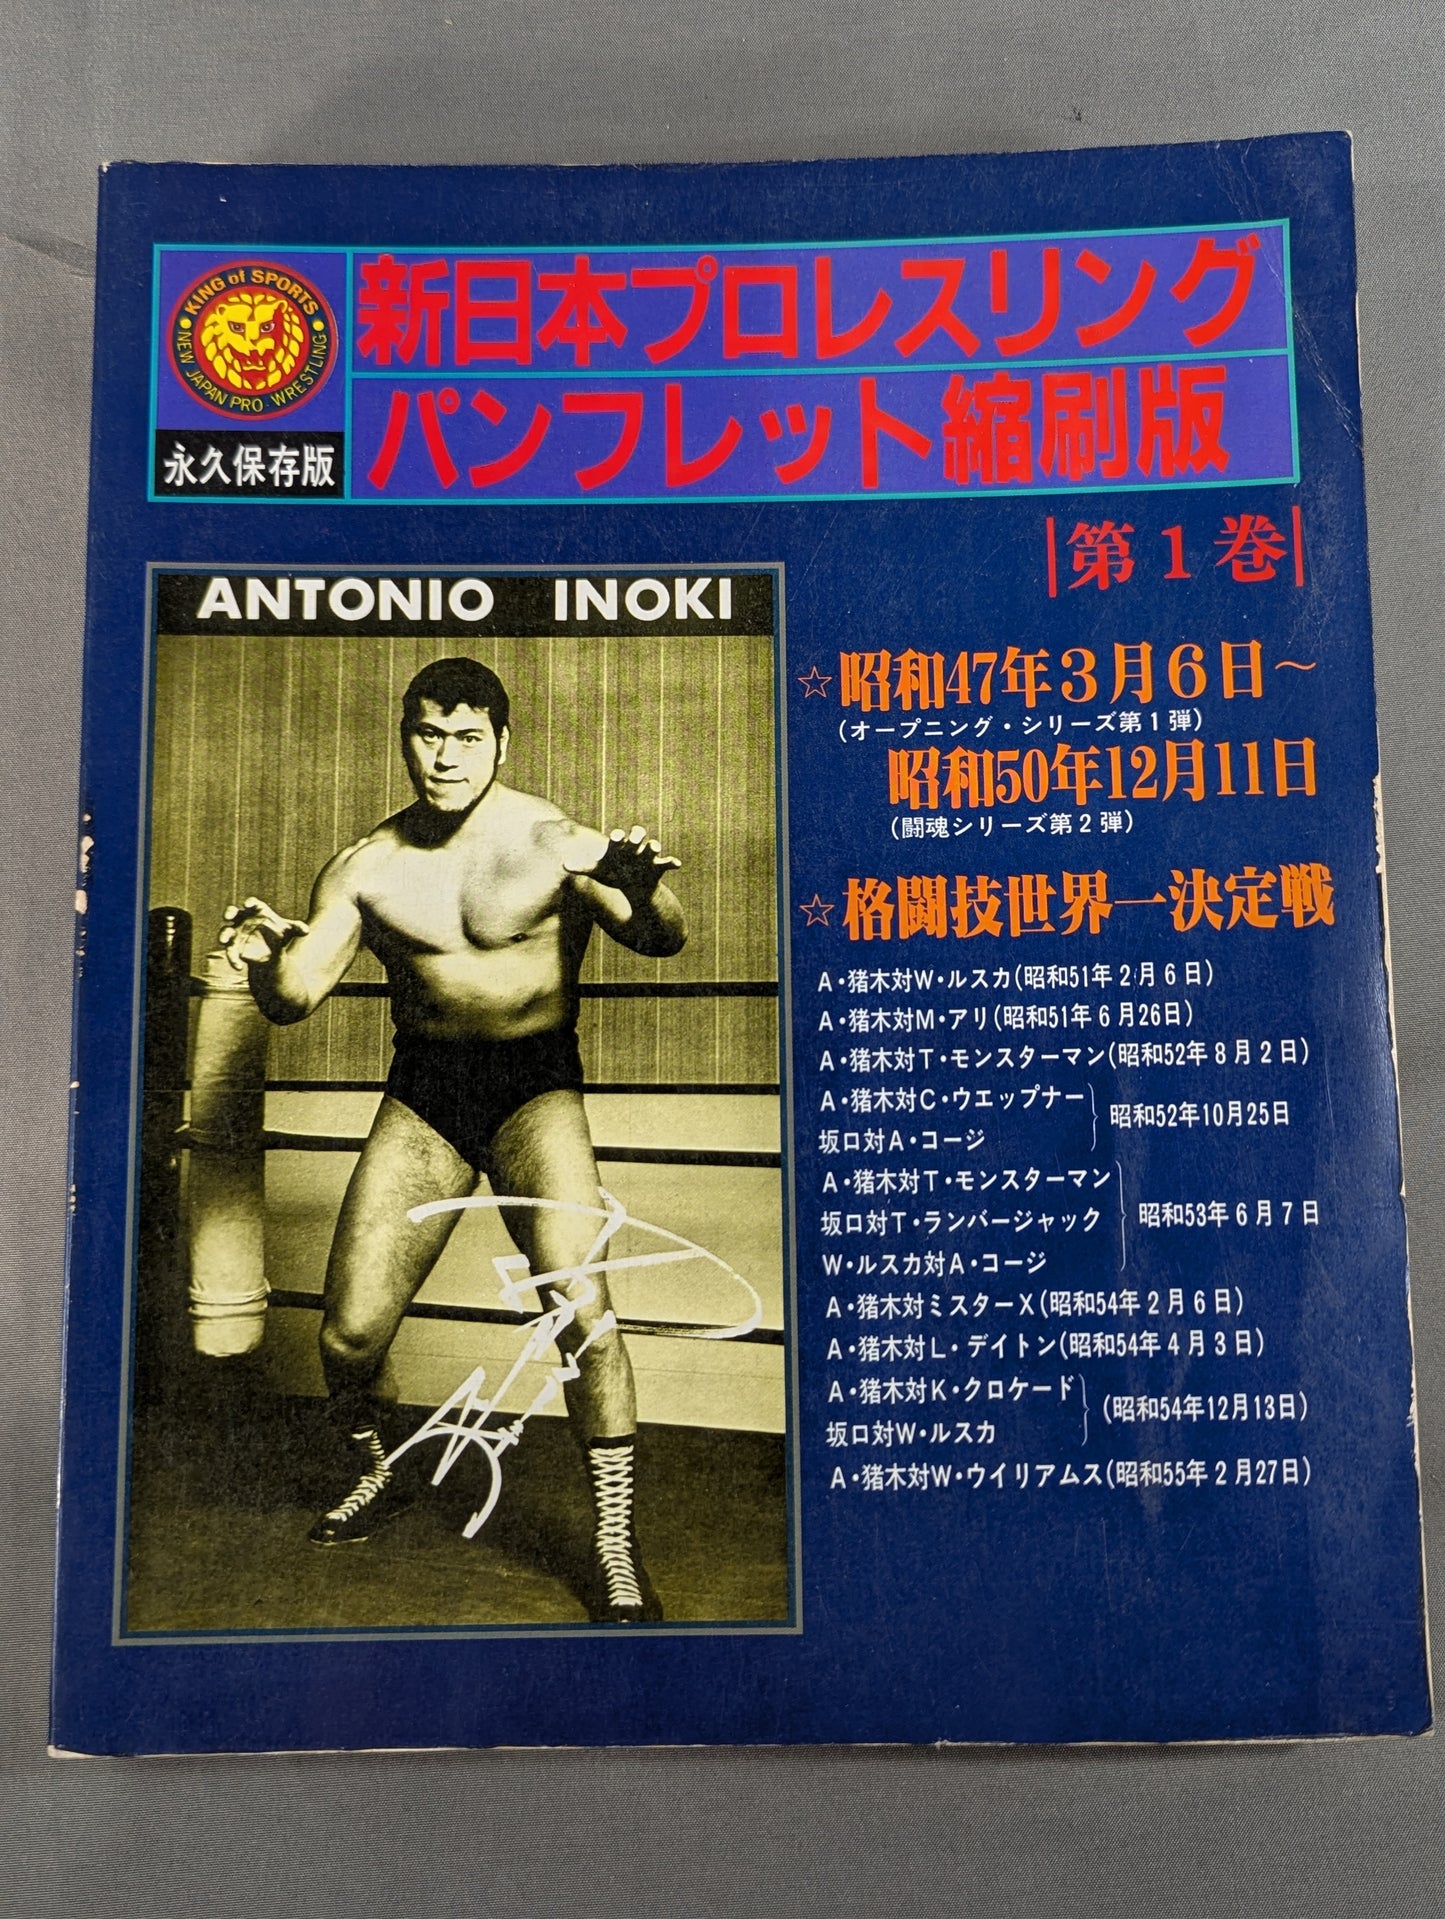 KING of SPORTS
NEW JAPAN PRO-WRESTLING
永久保存版
新日本プロレスリング
パンフレット縮刷版
第1巻
ANTONIO INOKI
☆昭和47年3月6日〜
(オープニング・シリーズ第1弾)
昭和50年12月11日
(闘魂シリーズ第2弾)
☆格闘技世界一決定戦
A・猪木対W・ルスカ(昭和51年2月6日)
A・猪木対M・アリ(昭和51年6月26日)
A・猪木対T・モンスターマン(昭和52年8月2日)
A・猪木対C・ウエップナー
坂口対A・コージ
昭和52年10月25日
A・猪木対T・モンスターマン
坂口対T・ランバージャック
W・ルスカ対A・コージ
昭和53年6月7日
A・猪木対ミスターX(昭和54年2月6日)
A・猪木対L・デイトン(昭和54年4月3日)
A・猪木対K・クロケード
坂口対W・ルスカ
(昭和54年12月13日)
A・猪木対W・ウイリアムス(昭和55年2月27日)